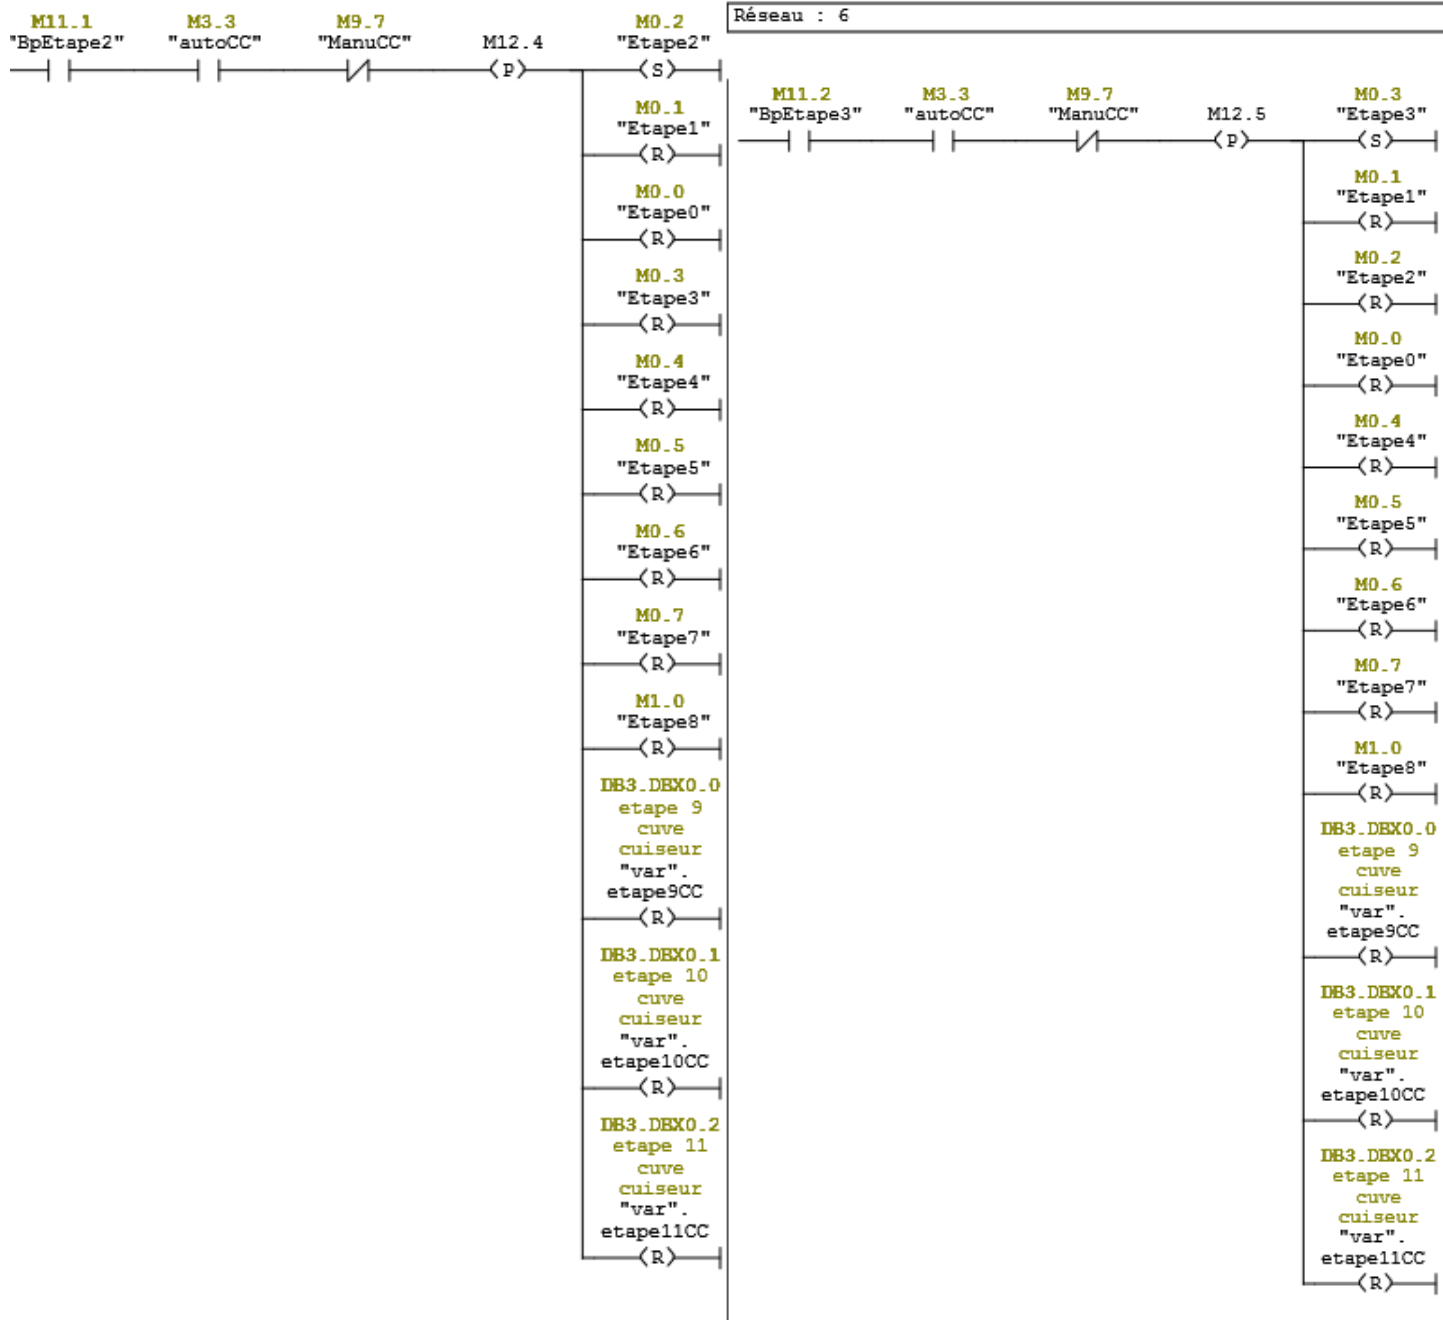 M11.1 M3.3 M9.7 M0.2
"BpEtape2" "autoCC" "ManuCC" M12.4 "Etape2"
P S
M0.1
"Etape1"
R
M0.0
"Etape0"
R
M0.3
"Etape3"
R
M0.4
"Etape4"
R
M0.5
"Etape5"
R
M0.6
"Etape6"
R
M0.7
"Etape7"
R
M1.0
"Etape8"
R
DB3.DBX0.0
etape 9
cuve
cuiseur
"var".
etape9CC
R
DB3.DBX0.1
etape 10
cuve
cuiseur
"var".
etape10CC
R
DB3.DBX0.2
etape 11
cuve
cuiseur
"var".
etape11CC
R
Réseau : 6
M11.2 M3.3 M9.7 M0.3
"BpEtape3" "autoCC" "ManuCC" M12.5 "Etape3"
P S
M0.1
"Etape1"
R
M0.2
"Etape2"
R
M0.0
"Etape0"
R
M0.4
"Etape4"
R
M0.5
"Etape5"
R
M0.6
"Etape6"
R
M0.7
"Etape7"
R
M1.0
"Etape8"
R
DB3.DBX0.0
etape 9
cuve
cuiseur
"var".
etape9CC
R
DB3.DBX0.1
etape 10
cuve
cuiseur
"var".
etape10CC
R
DB3.DBX0.2
etape 11
cuve
cuiseur
"var".
etape11CC
R